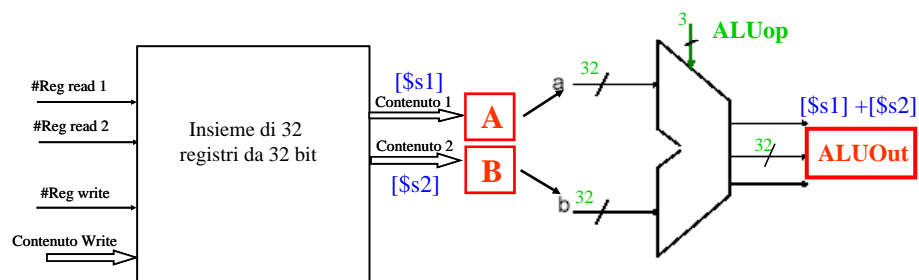 #Reg read 1
#Reg read 2
#Reg write
Contenuto Write
Insieme di 32
registri da 32 bit
[$s1]
Contenuto 1
Contenuto 2
[$s2]
A
B
a
32
b
32
3
ALUop
[$s1] +[$s2]
32
ALUOut